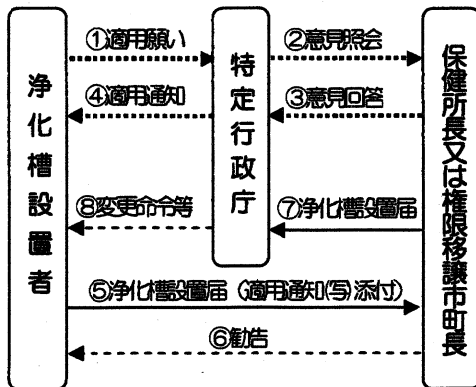 浄化槽設置者
①適用願い
④適用通知
⑧変更命令等
特定行政庁
②意見照会
③意見回答
⑦浄化槽設置届
⑤浄化槽設置届(適用通知(写)添付)
⑥勧告
保健所長又は権限移譲市町長